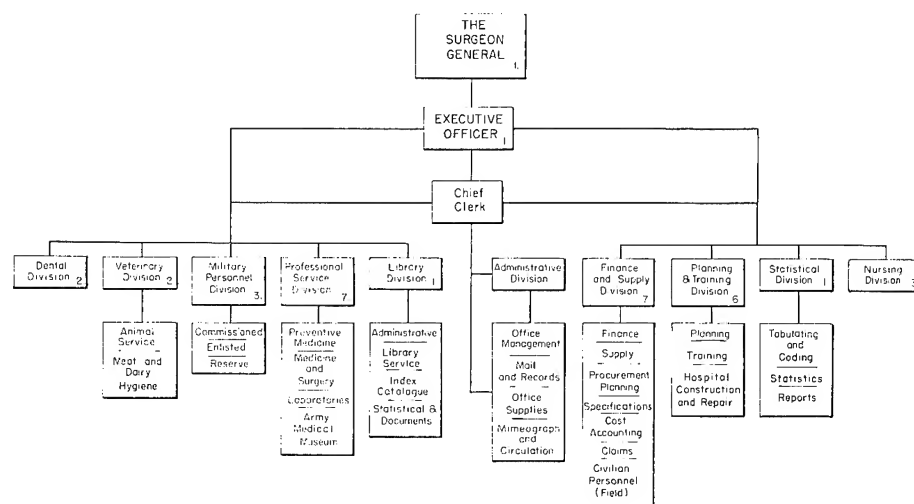 THE
SURGEON
GENERAL
1.
EXECUTIVE
OFFICER
1
Chief
Clerk
Dental
Division
2
Veterinary
Division
2
Military
Personnel
Division
3.
Professional
Service
Division
7.
Library
Division
1
Administrative
Division
Finance
and Supply
Division
7
Planning
& Training
Division
6
Statistical
Division
1
Nursing
Division
3
Animal
Service
Meat and
Dairy
Hygiene
Commissioned
Enlisted
Reserve
Preventive
Medicine
Medicine
and
Surgery
Laboratories
Army
Medical
Museum
Administrative
Library
Service
Index
Catalogue
Statistical &
Documents
Office
Management
Mail
and Records
Office
Supplies
Mimeograph and
Circulation
Finance
Supply
Procurement
Planning
Specifications
Cost
Accounting
Claims
Civilian
Personnel
(Field)
Planning
Training
Hospital
Construction
and Repair
Tabulating
and
Coding
Statistics
Reports